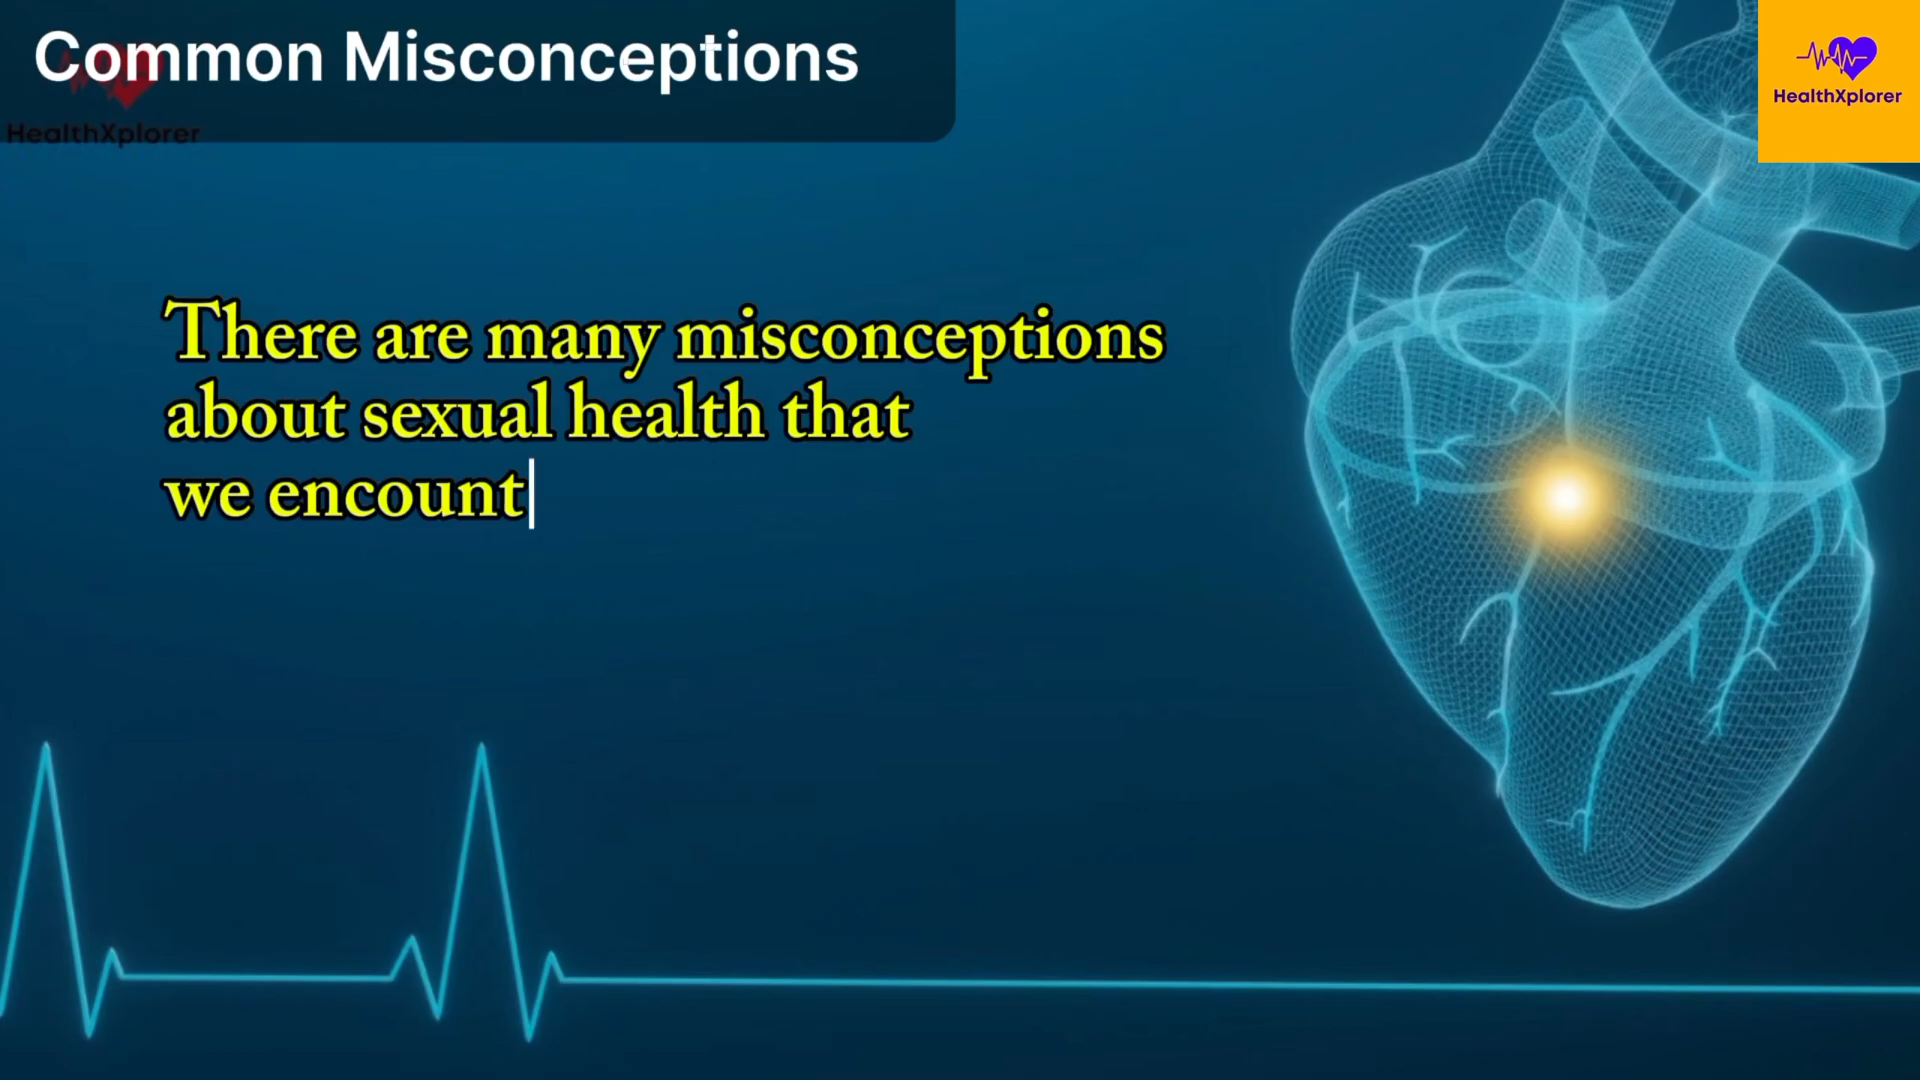 Common Misconceptions
HealthXplorer
HealthXplorer
There are many misconceptions
about sexual health that
we encount